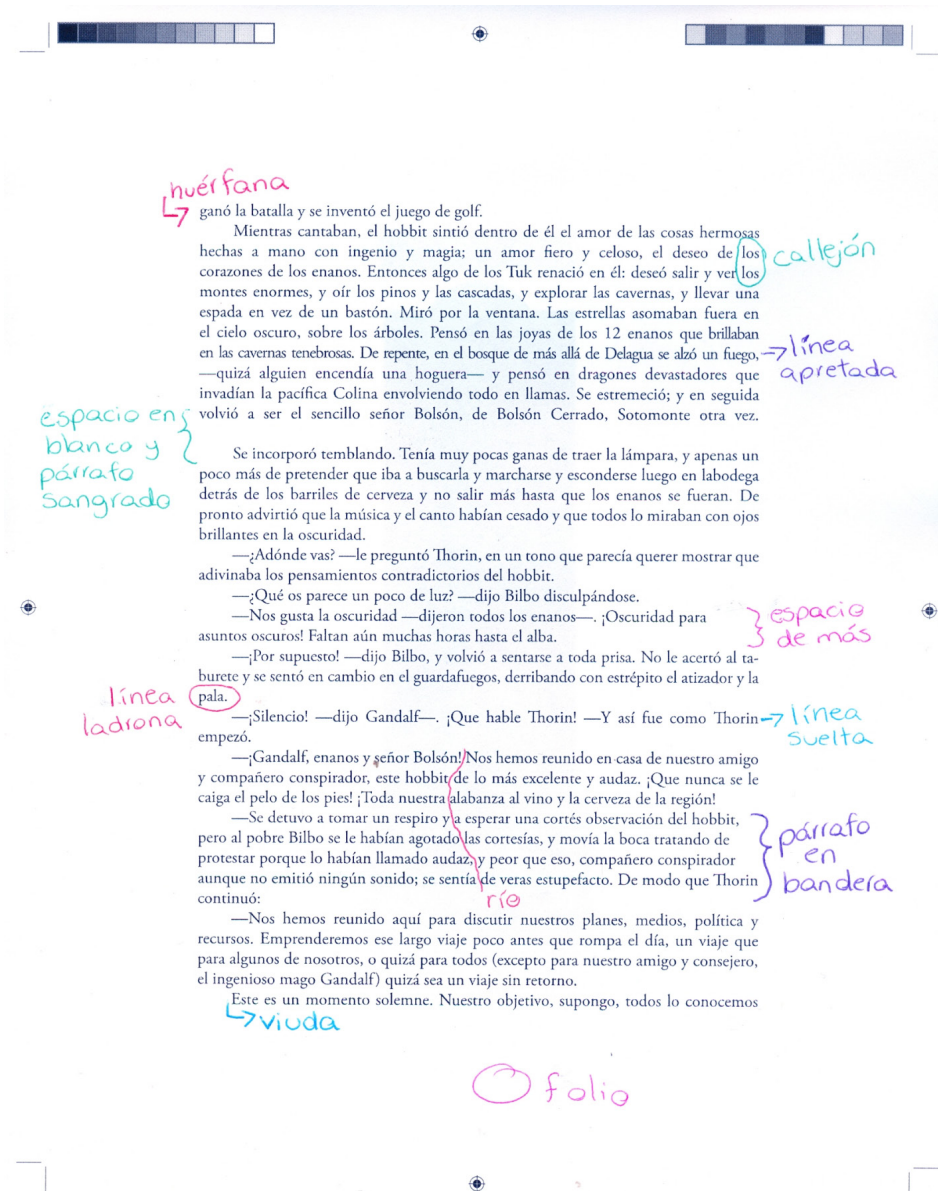 huérfana
ganó la batalla y se inventó el juego de golf.
Mientras cantaban, el hobbit sintió dentro de él el amor de las cosas hermosas
hechas a mano con ingenio y magia; un amor fiero y celoso, el deseo de los
callejón
corazones de los enanos. Entonces algo de los Tuk renació en él: deseó salir y ver los
montes enormes, y oír los pinos y las cascadas, y explorar las cavernas, y llevar una
espada en vez de un bastón. Miró por la ventana. Las estrellas asomaban fuera en
el cielo oscuro, sobre los árboles. Pensó en las joyas de los 12 enanos que brillaban
en las cavernas tenebrosas. De repente, en el bosque de más allá de Delagua se alzó un fuego,
línea
apretada
—quizá alguien encendía una hoguera— y pensó en dragones devastadores que
invadían la pacífica Colina envolviendo todo en llamas. Se estremeció; y en seguida
volvió a ser el sencillo señor Bolsón, de Bolsón Cerrado, Sotomonte otra vez.
espacio en
blanco y
párrafo
sangrado
Se incorporó temblando. Tenía muy pocas ganas de traer la lámpara, y apenas un
poco más de pretender que iba a buscarla y marcharse y esconderse luego en labodega
detrás de los barriles de cerveza y no salir más hasta que los enanos se fueran. De
pronto advirtió que la música y el canto habían cesado y que todos lo miraban con ojos
brillantes en la oscuridad.
—¿Adónde vas? —le preguntó Thorin, en un tono que parecía querer mostrar que
adivinaba los pensamientos contradictorios del hobbit.
—¿Qué os parece un poco de luz? —dijo Bilbo disculpándose.
—Nos gusta la oscuridad —dijeron todos los enanos—. ¡Oscuridad para
asuntos oscuros! Faltan aún muchas horas hasta el alba.
espacio
de más
—¡Por supuesto! —dijo Bilbo, y volvió a sentarse a toda prisa. No le acertó al ta-
burete y se sentó en cambio en el guardafuegos, derribando con estrépito el atizador y la
pala.
línea
ladrona
—¡Silencio! —dijo Gandalf—. ¡Que hable Thorin! —Y así fue como Thorin
empezó.
línea
suelta
—¡Gandalf, enanos y señor Bolsón! Nos hemos reunido en casa de nuestro amigo
y compañero conspirador, este hobbit de lo más excelente y audaz. ¡Que nunca se le
caiga el pelo de los pies! ¡Toda nuestra alabanza al vino y la cerveza de la región!
—Se detuvo a tomar un respiro y a esperar una cortés observación del hobbit,
pero al pobre Bilbo se le habían agotado las cortesías, y movía la boca tratando de
protestar porque lo habían llamado audaz, y peor que eso, compañero conspirador
aunque no emitió ningún sonido; se sentía de veras estupefacto. De modo que Thorin
continuó:
párrafo
en
bandera
río
—Nos hemos reunido aquí para discutir nuestros planes, medios, política y
recursos. Emprenderemos ese largo viaje poco antes que rompa el día, un viaje que
para algunos de nosotros, o quizá para todos (excepto para nuestro amigo y consejero,
el ingenioso mago Gandalf) quizá sea un viaje sin retorno.
Este es un momento solemne. Nuestro objetivo, supongo, todos lo conocemos
viuda
folio